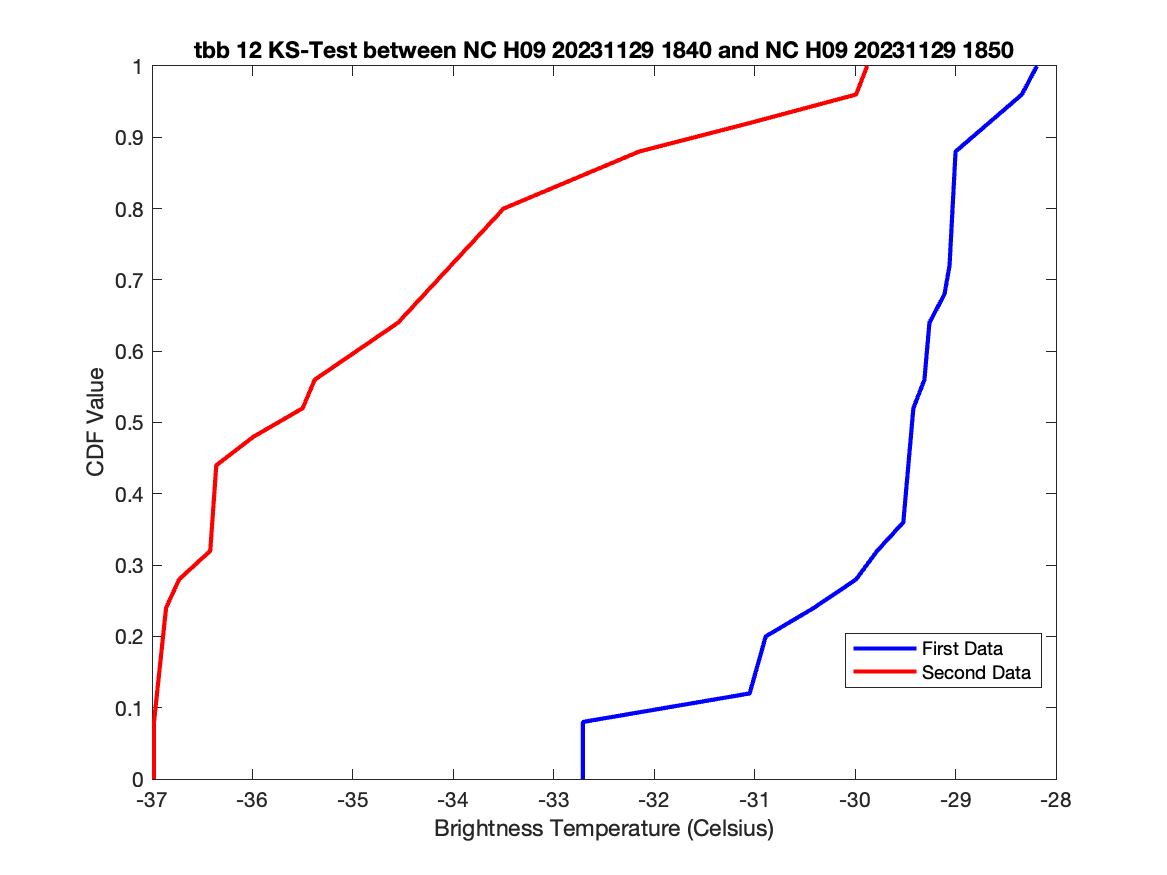 tbb 12 KS-Test between NC H09 20231129 1840 and NC H09 20231129 1850
1
0.9
0.8
0.7
0.6
0.5
0.4
0.3
0.2
0.1
0
CDF Value
First Data
Second Data
-37 -36 -35 -34 -33 -32 -31 -30 -29 -28
Brightness Temperature (Celsius)